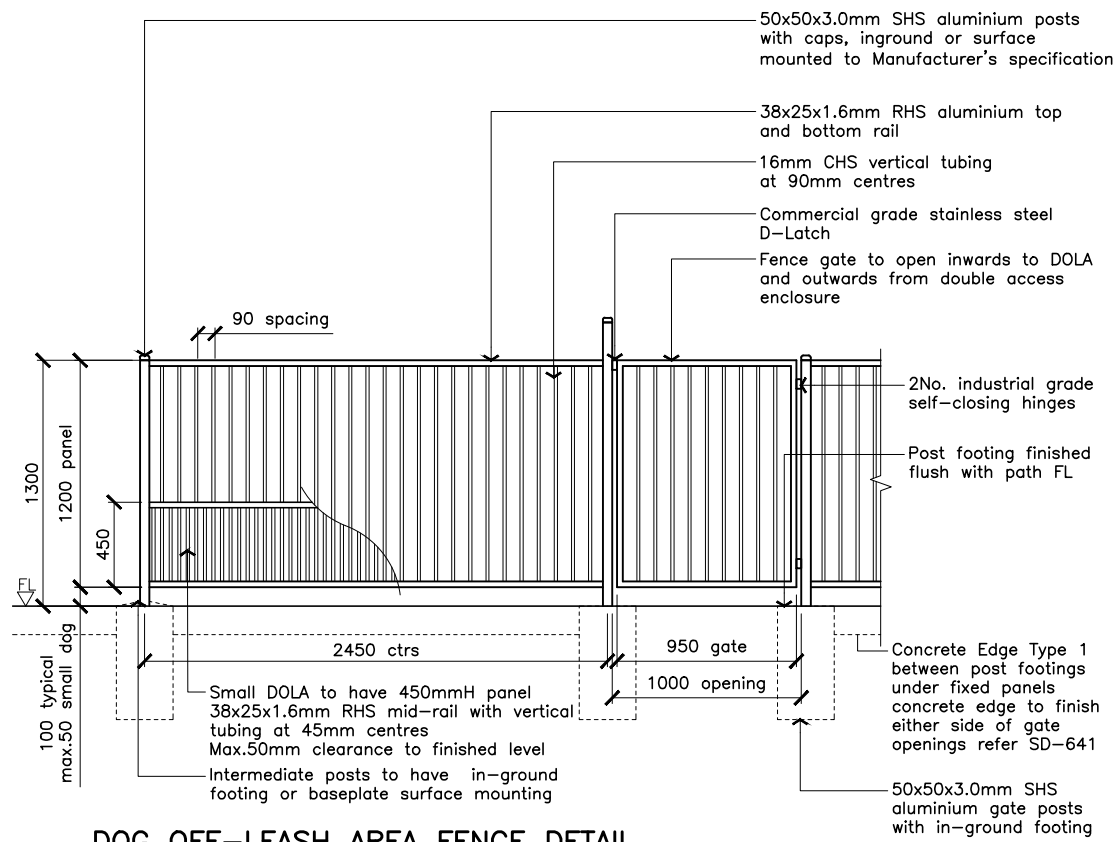 50x50x3.0mm SHS aluminium posts
with caps, inground or surface
mounted to Manufacturer's specification
38x25x1.6mm RHS aluminium top
and bottom rail
16mm CHS vertical tubing
at 90mm centres
Commercial grade stainless steel
D-Latch
Fence gate to open inwards to DOLA
and outwards from double access
enclosure
90 spacing
2No. industrial grade
self-closing hinges
Post footing finished
flush with path FL
1300
1200 panel
450
FL
100 typical
max.50 small dog
2450 ctrs
950 gate
1000 opening
Concrete Edge Type 1
between post footings
under fixed panels
concrete edge to finish
either side of gate
openings refer SD-641
Small DOLA to have 450mmH panel
38x25x1.6mm RHS mid-rail with vertical
tubing at 45mm centres
Max.50mm clearance to finished level
Intermediate posts to have in-ground
footing or baseplate surface mounting
50x50x3.0mm SHS
aluminium gate posts
with in-ground footing
DOG OFF-LEASH AREA FENCE DETAIL